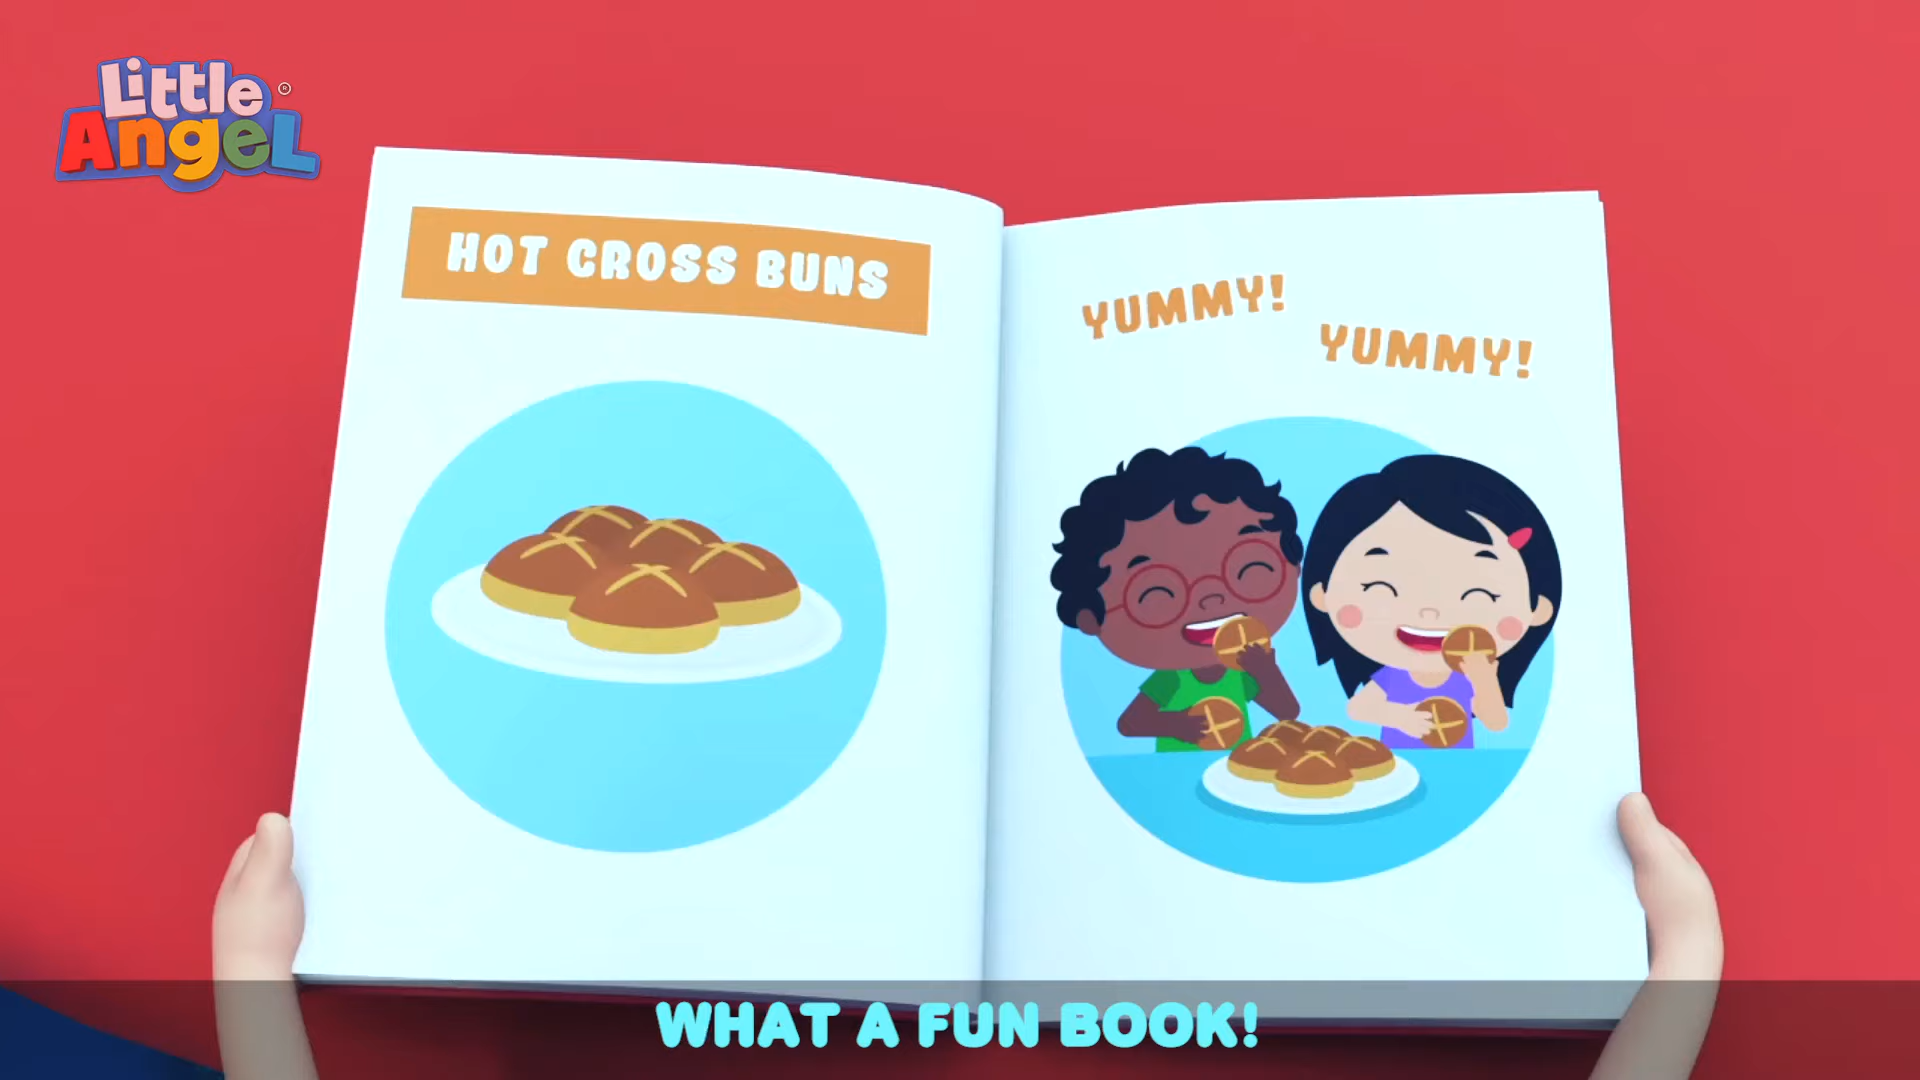 Little
Angel
®
HOT CROSS BUNS
YUMMY!
YUMMY!
WHAT A FUN BOOK!